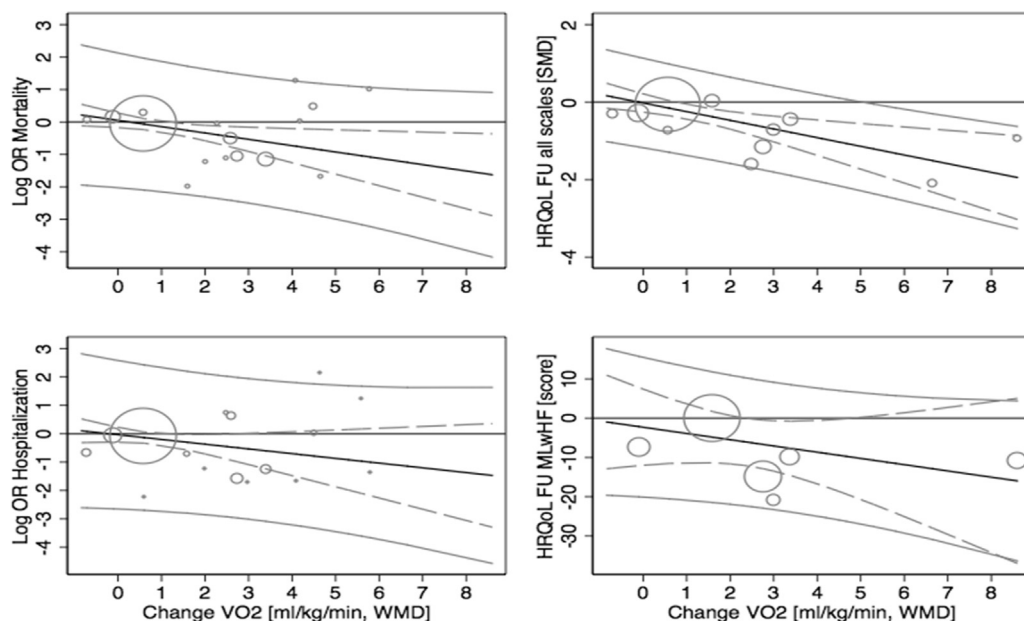 Log OR Mortality
3
2
1
0
-1
-2
-3
-4
0 1 2 3 4 5 6 7 8
HRQoL FU all scales [SMD]
2
0
-2
-4
0 1 2 3 4 5 6 7 8
Log OR Hospitalization
3
2
1
0
-1
-2
-3
-4
0 1 2 3 4 5 6 7 8
Change VO2 [ml/kg/min, WMD]
HRQoL FU MLwHF [score]
10
0
-10
-20
-30
0 1 2 3 4 5 6 7 8
Change VO2 [ml/kg/min, WMD]